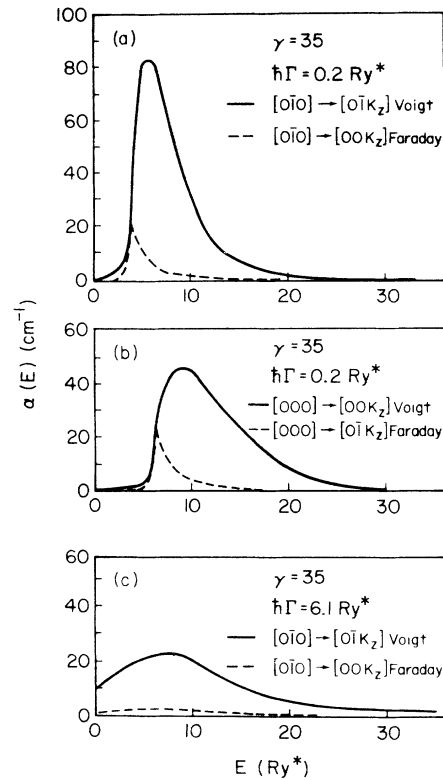 (a)
γ = 35
ħΓ = 0.2 Ry*
[01̄0] → [01̄K_z] Voigt
[01̄0] → [00K_z] Faraday
100
80
60
40
20
0
0 10 20 30
(b)
γ = 35
ħΓ = 0.2 Ry*
[000] → [00K_z] Voigt
[000] → [01̄K_z] Faraday
60
40
20
0
0 10 20 30
α (E) (cm⁻¹)
(c)
γ = 35
ħΓ = 6.1 Ry*
[01̄0] → [01̄K_z] Voigt
[01̄0] → [00K_z] Faraday
60
40
20
0
0 10 20 30
E (Ry*)